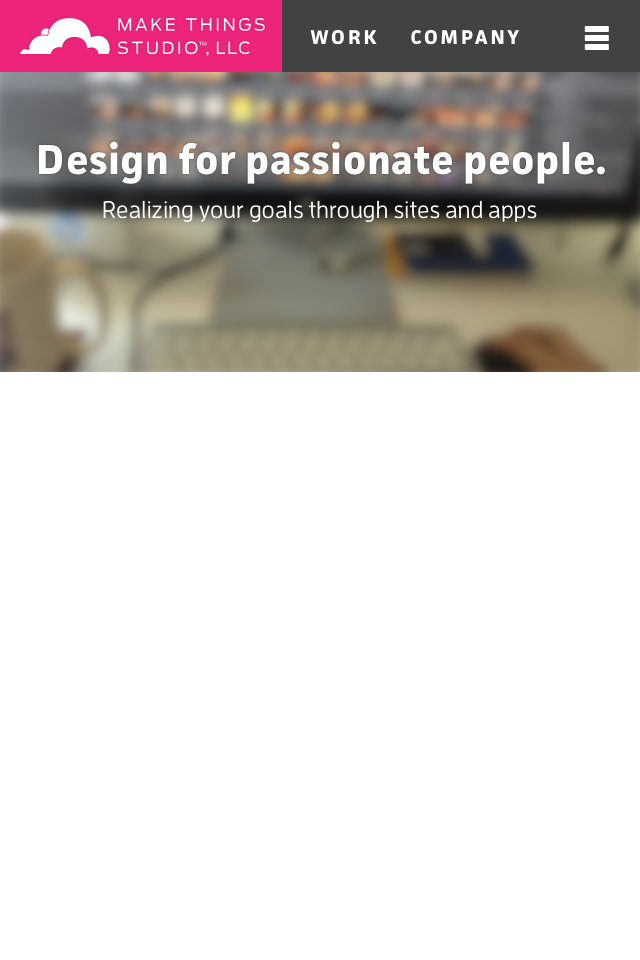 MAKE THINGS
STUDIO™, LLC
WORK COMPANY
Design for passionate people.
Realizing your goals through sites and apps